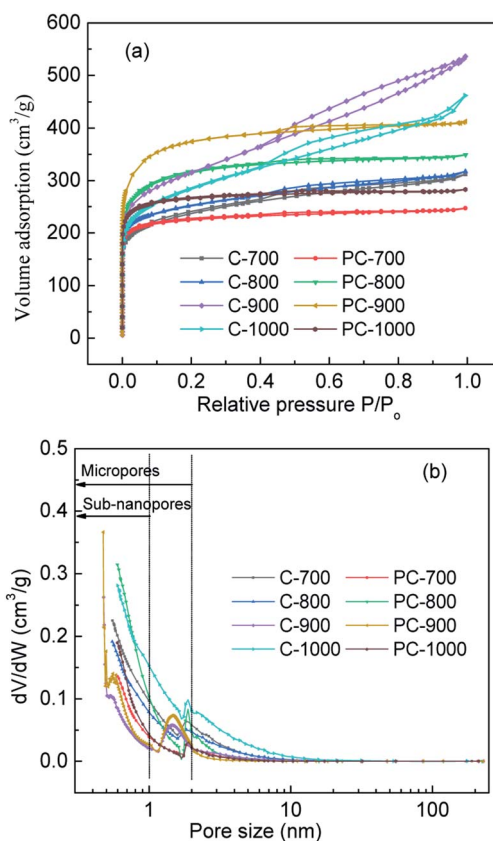 600
(a)
500
400
300
200
100
0
Volume adsorption (cm³/g)
C-700 PC-700
C-800 PC-800
C-900 PC-900
C-1000 PC-1000
0.0 0.2 0.4 0.6 0.8 1.0
Relative pressure P/Pₒ
0.5
(b)
Micropores
0.4
Sub-nanopores
0.3
0.2
0.1
0.0
dV/dW (cm³/g)
C-700 PC-700
C-800 PC-800
C-900 PC-900
C-1000 PC-1000
1 10 100
Pore size (nm)